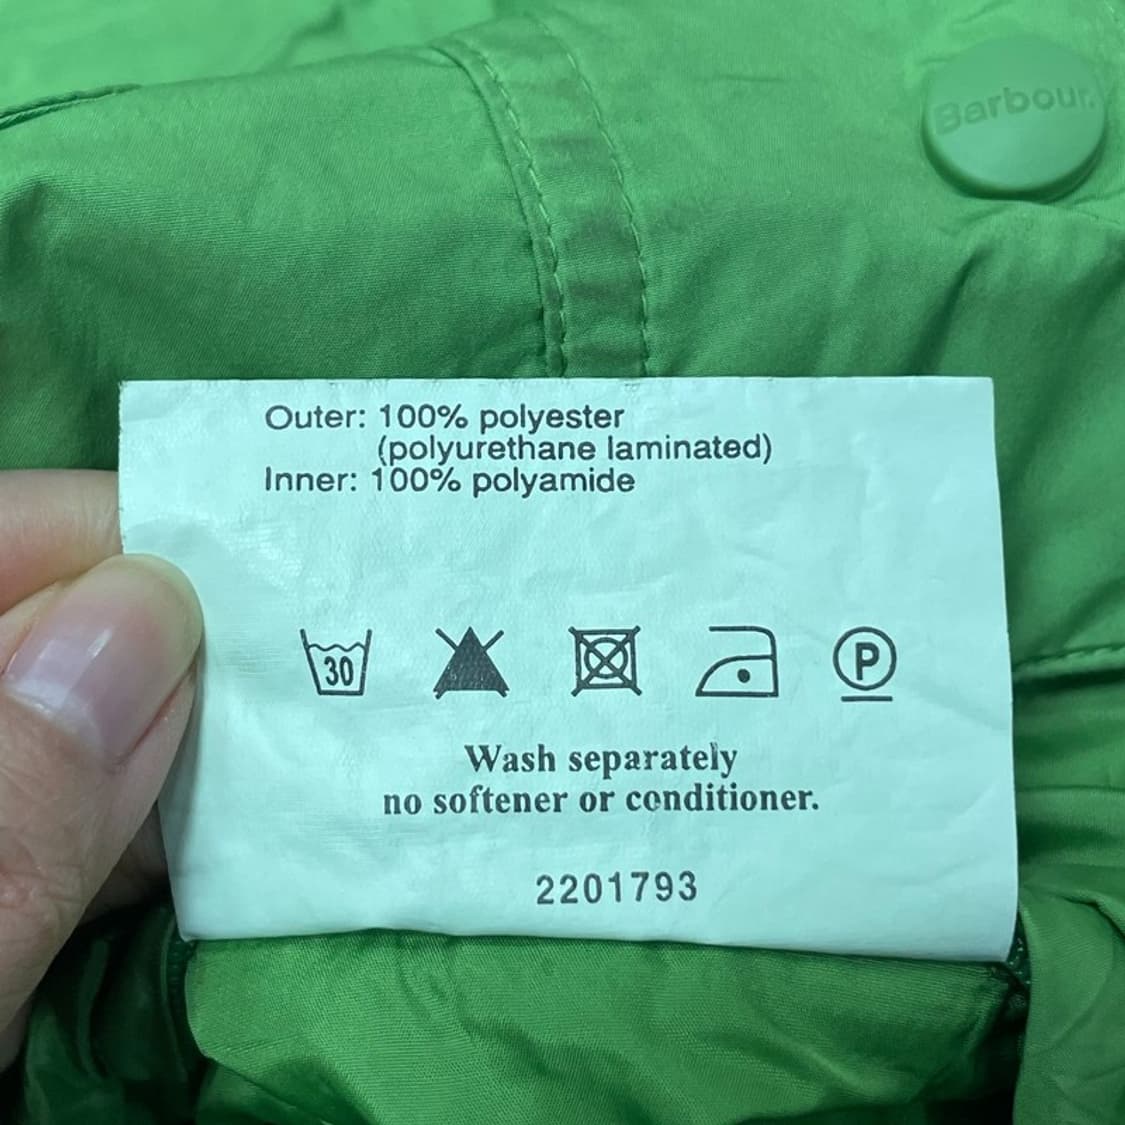 Barbour.
Outer: 100% polyester
(polyurethane laminated)
Inner: 100% polyamide
30
P
Wash separately
no softener or conditioner.
2201793